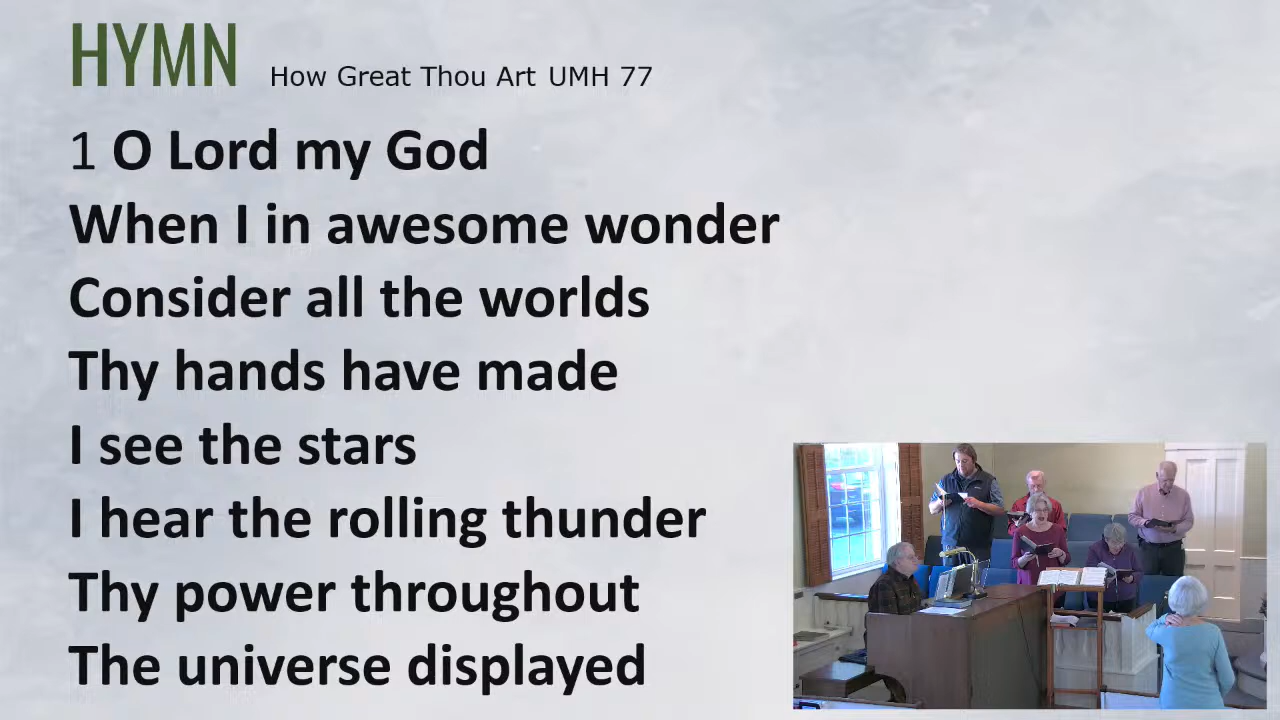 HYMN How Great Thou Art UMH 77
1 O Lord my God
When I in awesome wonder
Consider all the worlds
Thy hands have made
I see the stars
I hear the rolling thunder
Thy power throughout
The universe displayed